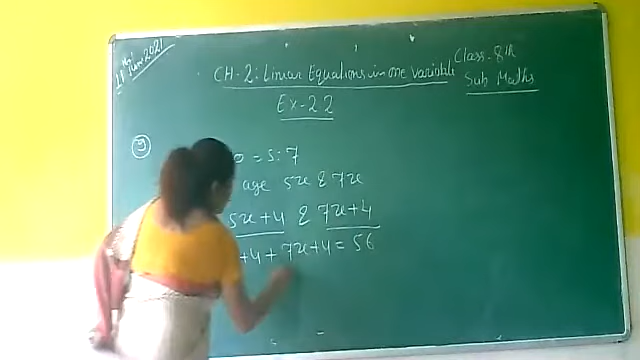 11 June 2021
CH-2: Linear Equations in one Variable
Class-8th
Sub Maths
Ex-2.2
9
= 5:7
age 5x & 7x
5x+4 & 7x+4
+4 + 7x+4 = 56